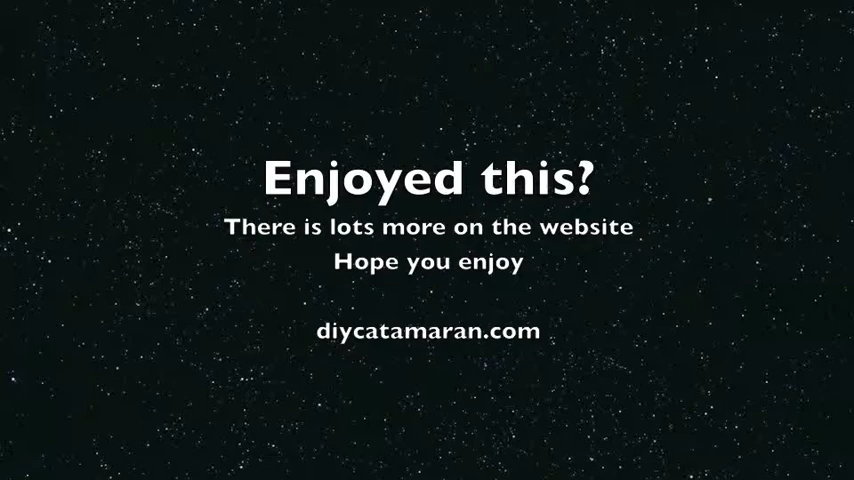 Enjoyed this?
There is lots more on the website
Hope you enjoy
diycatamaran.com